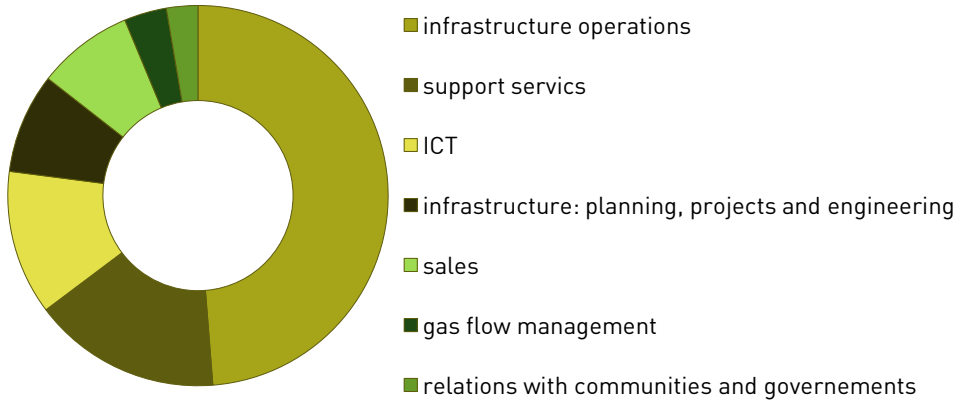 infrastructure operations
support servics
ICT
infrastructure: planning, projects and engineering
sales
gas flow management
relations with communities and governements